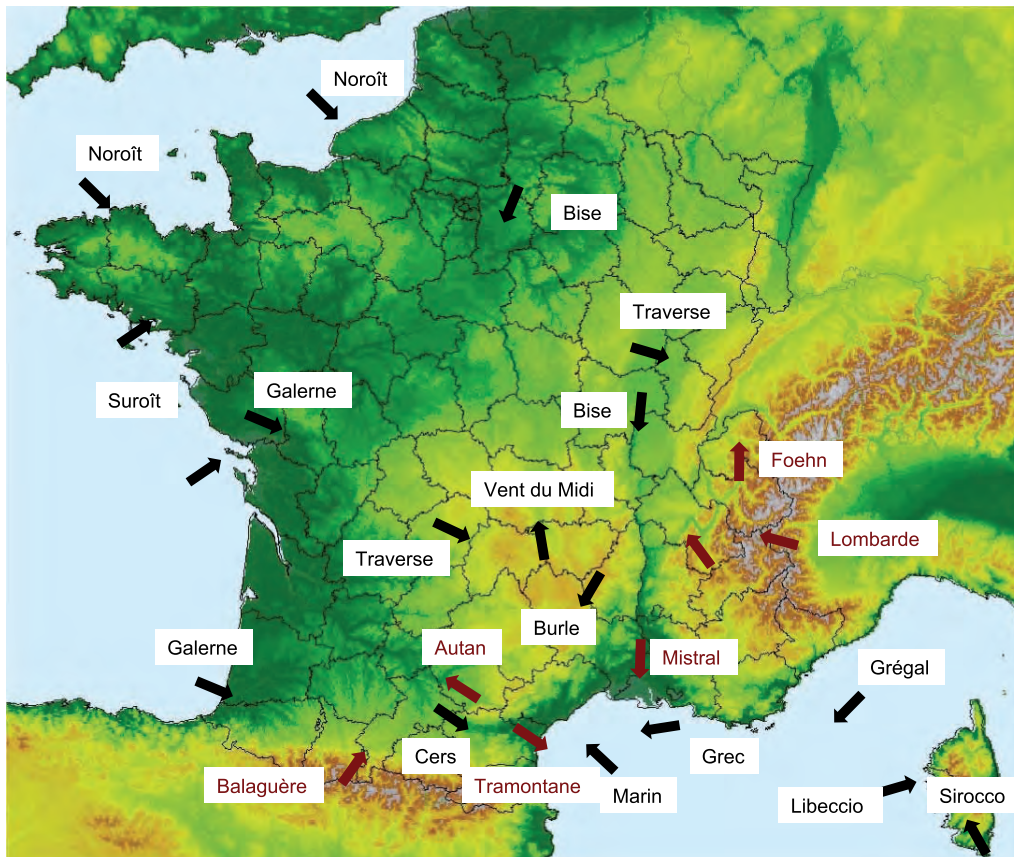 Noroît
Noroît
Bise
Traverse
Suroît
Galerne
Bise
Foehn
Vent du Midi
Lombarde
Traverse
Burle
Autan
Mistral
Galerne
Grégal
Cers
Grec
Balaguère
Tramontane
Marin
Libeccio
Sirocco